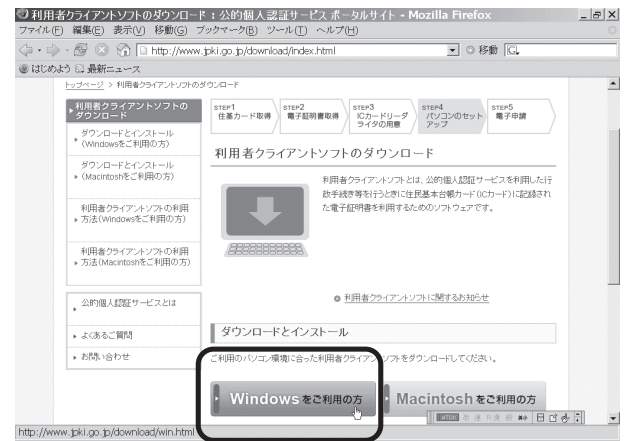 利用者クライアントソフトのダウンロード：公的個人認証サービス ポータルサイト - Mozilla Firefox
ファイル(F) 編集(E) 表示(V) 移動(G) ブックマーク(B) ツール(T) ヘルプ(H)
http://www.jpki.go.jp/download/index.html 移動
はじめよう 最新ニュース
トップページ > 利用者クライアントソフトのダウンロード
利用者クライアントソフトの
ダウンロード
ダウンロードとインストール
(Windowsをご利用の方)
ダウンロードとインストール
(Macintoshをご利用の方)
利用者クライアントソフトの利用
方法(Windowsをご利用の方)
利用者クライアントソフトの利用
方法(Macintoshをご利用の方)
公的個人認証サービスとは
よくあるご質問
お問い合わせ
STEP1
住基カード取得
STEP2
電子証明書取得
STEP3
ICカードリーダ
ライタの用意
STEP4
パソコンのセット
アップ
STEP5
電子申請
利用者クライアントソフトのダウンロード
利用者クライアントソフトとは、公的個人認証サービスを利用した行
政手続き等を行うときに住民基本台帳カード(ICカード)に記録され
た電子証明書を利用するためのソフトウェアです。
利用者クライアントソフトに関するお知らせ
ダウンロードとインストール
ご利用のパソコン環境に合った利用者クライアントソフトをダウンロードしてください。
Windows をご利用の方
Macintosh をご利用の方
http://www.jpki.go.jp/download/win.html